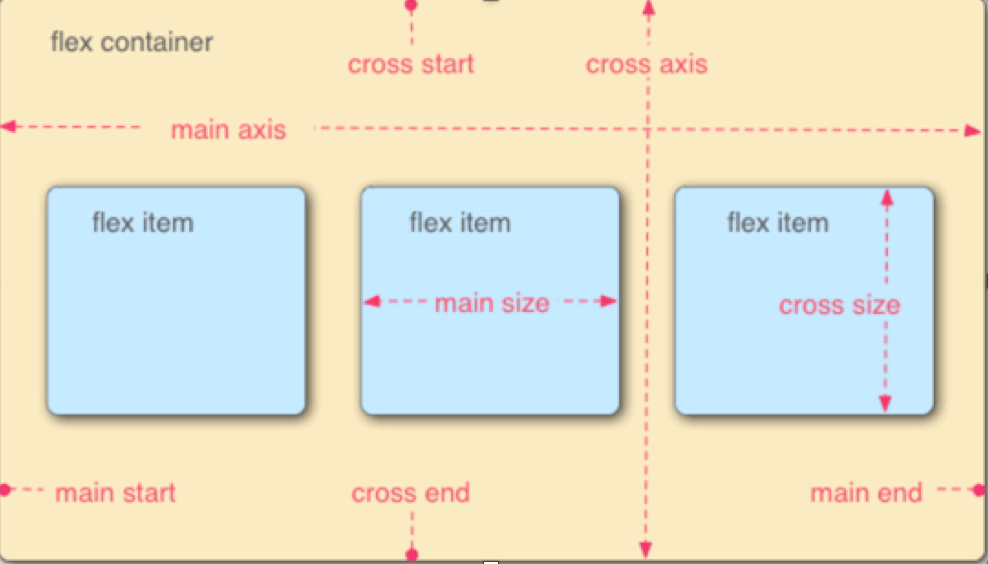 flex container
cross start
cross axis
main axis
flex item
flex item
flex item
main size
cross size
main start
cross end
main end